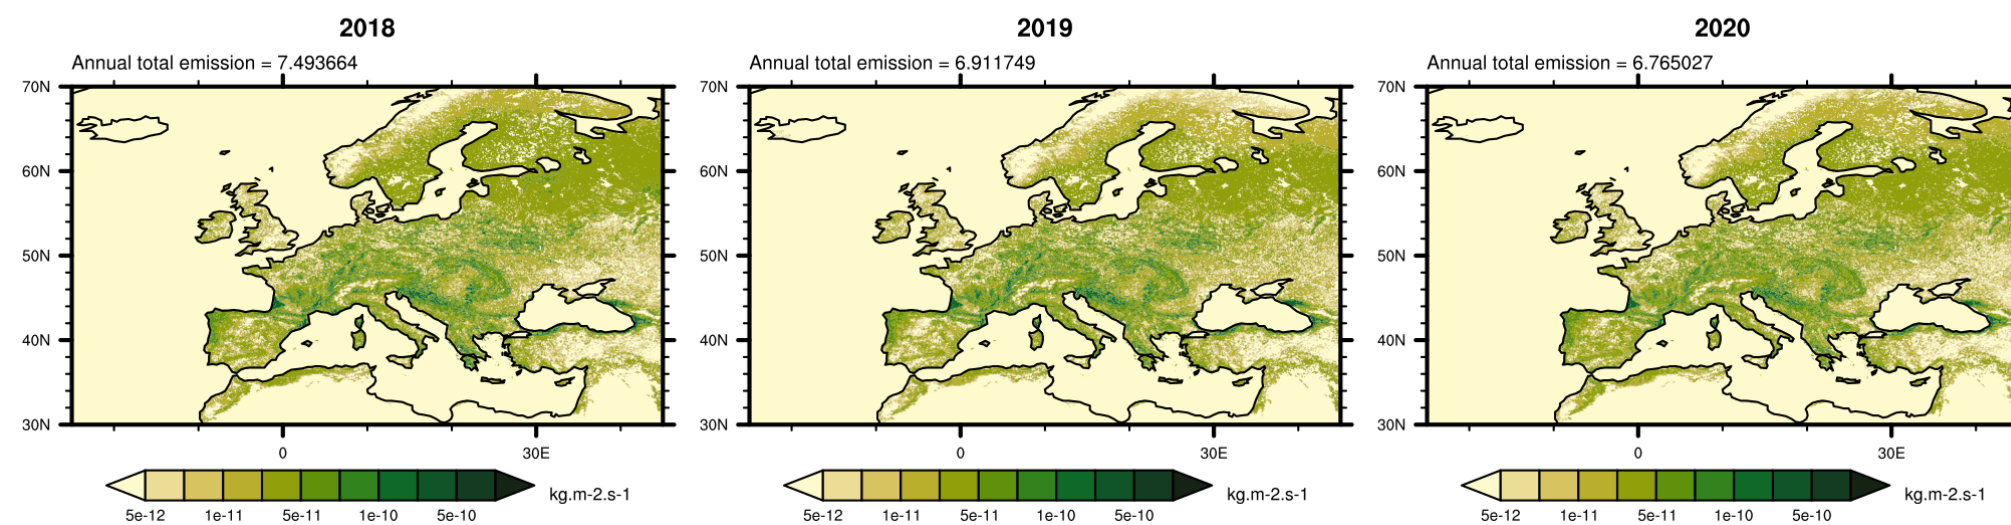 2018
Annual total emission = 7.493664
70N
60N
50N
40N
30N
0
30E
5e-12
1e-11
5e-11
1e-10
5e-10
kg.m-2.s-1
2019
Annual total emission = 6.911749
70N
60N
50N
40N
30N
0
30E
5e-12
1e-11
5e-11
1e-10
5e-10
kg.m-2.s-1
2020
Annual total emission = 6.765027
70N
60N
50N
40N
30N
0
30E
5e-12
1e-11
5e-11
1e-10
5e-10
kg.m-2.s-1